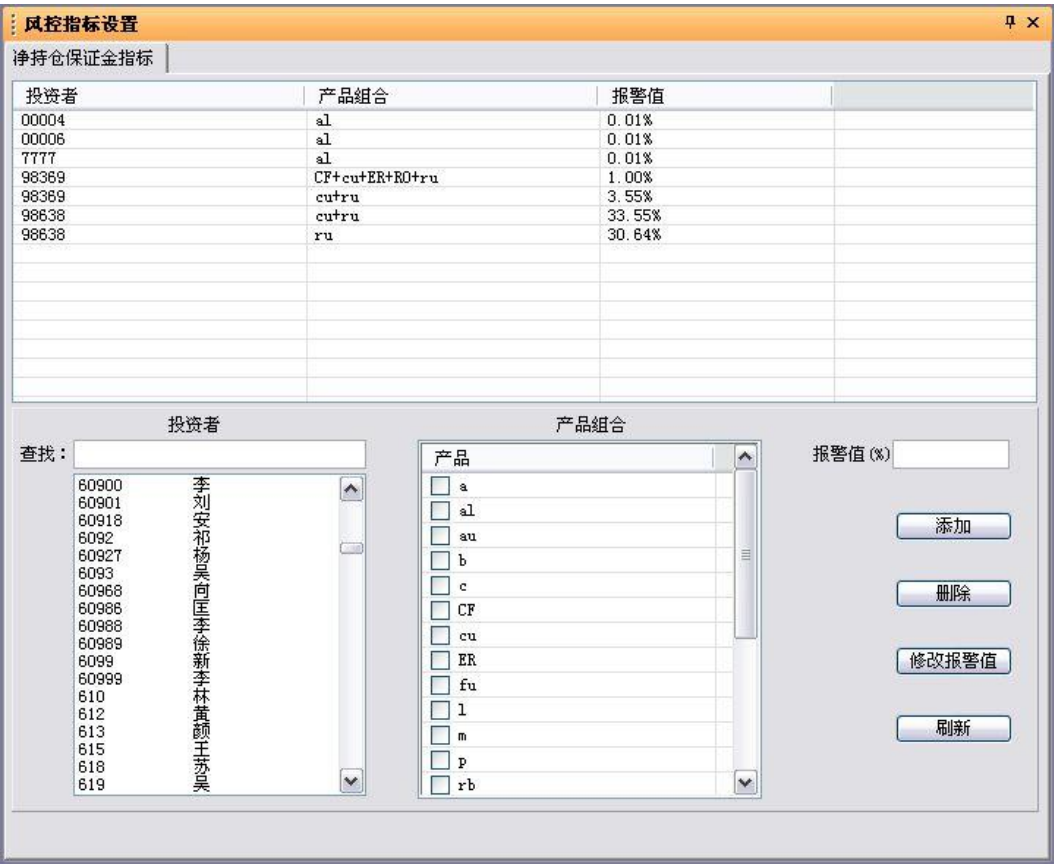 风控指标设置
净持仓保证金指标
投资者 产品组合 报警值
00004 al 0.01%
00006 al 0.01%
7777 al 0.01%
98369 CF+cu+ER+RO+ru 1.00%
98369 cu+ru 3.55%
98638 cu+ru 33.55%
98638 ru 30.64%
投资者 产品组合
查找： 产品 报警值(%)
60900 李 a
60901 刘 al
60918 安 au
6092 祁 b
60927 杨 c
6093 吴 CF
60968 向 cu
60986 匡 ER
60988 李 fu
60989 徐 l
6099 新 m
60999 李 p
610 林 rb
612 黄
613 颜
615 王
618 苏
619 吴
添加
删除
修改报警值
刷新